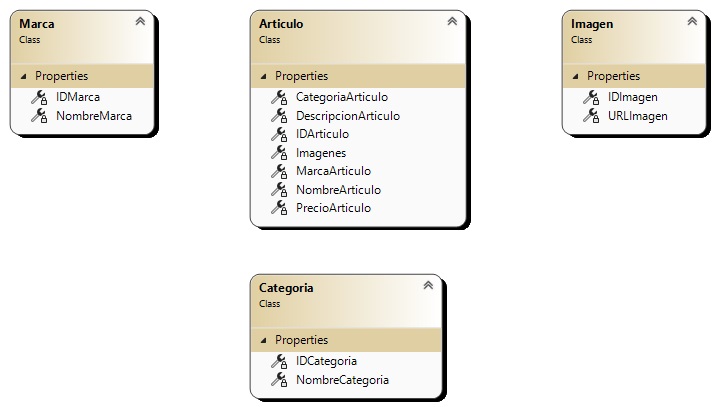 Marca
Class
Properties
IDMarca
NombreMarca
Articulo
Class
Properties
CategoriaArticulo
DescripcionArticulo
IDArticulo
Imagenes
MarcaArticulo
NombreArticulo
PrecioArticulo
Imagen
Class
Properties
IDImagen
URLImagen
Categoria
Class
Properties
IDCategoria
NombreCategoria